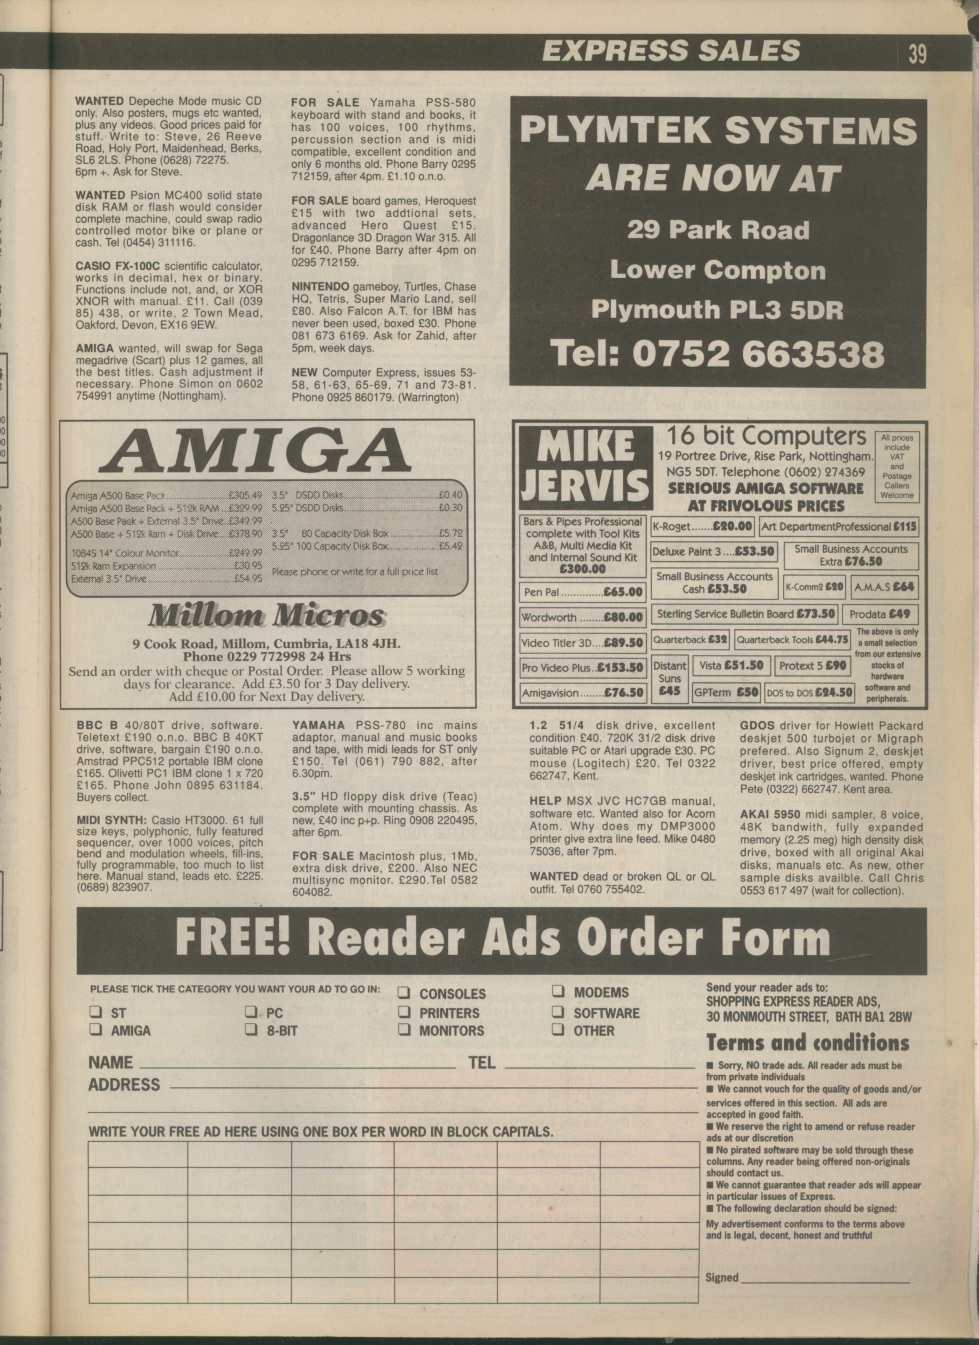 EXPRESS SALES 39
WANTED Depeche Mode music CD
only. Also posters, mugs etc wanted,
plus any videos. Good prices paid for
stuff. Write to: Steve, 26 Reeve
Road, Holy Port, Maidenhead, Berks,
SL6 2LS. Phone (0628) 72275.
6pm +. Ask for Steve.
WANTED Psion MC400 solid state
disk RAM or flash would consider
complete machine, could swap radio
controlled motor bike or plane or
cash. Tel (0454) 311116.
CASIO FX-100C scientific calculator,
works in decimal, hex or binary.
Functions include not, and, or XOR
XNOR with manual. £11. Call (039
85) 438, or write, 2 Town Mead,
Oakford, Devon, EX16 9EW.
AMIGA wanted, will swap for Sega
megadrive (Scart) plus 12 games, all
the best titles. Cash adjustment if
necessary. Phone Simon on 0602
754991 anytime (Nottingham).
FOR SALE Yamaha PSS-580
keyboard with stand and books, it
has 100 voices, 100 rhythms,
percussion section and is midi
compatible, excellent condition and
only 6 months old. Phone Barry 0295
712159, after 4pm. £1.10 o.n.o.
FOR SALE board games, Heroquest
£15 with two addtional sets,
advanced Hero Quest £15.
Dragonlance 3D Dragon War 315. All
for £40. Phone Barry after 4pm on
0295 712159.
NINTENDO gameboy, Turtles, Chase
HQ, Tetris, Super Mario Land, sell
£80. Also Falcon A.T. for IBM has
never been used, boxed £30. Phone
081 673 6169. Ask for Zahid, after
5pm, week days.
NEW Computer Express, issues 53-
58, 61-63, 65-69, 71 and 73-81.
Phone 0925 860179. (Warrington)
PLYMTEK SYSTEMS
ARE NOW AT
29 Park Road
Lower Compton
Plymouth PL3 5DR
Tel: 0752 663538
AMIGA
Amiga A500 Base Pack £305.49
Amiga A500 Base Pack + 512k RAM £329.99
A500 Base Pack + External 3.5" Drive £349.99
A500 Base + 512k Ram + Disk Drive £378.90
1084S 14" Colour Monitor £249.99
512k Ram Expansion £30.95
External 3.5" Drive £54.95
3.5" DSDD Disks £0.40
5.25" DSDD Disks £0.30
3.5" 80 Capacity Disk Box £5.72
5.25" 100 Capacity Disk Box £5.42
Please phone or write for a full price list
Millom Micros
9 Cook Road, Millom, Cumbria, LA18 4JH.
Phone 0229 772998 24 Hrs
Send an order with cheque or Postal Order. Please allow 5 working
days for clearance. Add £3.50 for 3 Day delivery.
Add £10.00 for Next Day delivery.
MIKE
JERVIS
16 bit Computers
19 Portree Drive, Rise Park, Nottingham.
NG5 5DT. Telephone (0602) 274369
SERIOUS AMIGA SOFTWARE
AT FRIVOLOUS PRICES
All prices
include
VAT
and
Postage
Callers
Welcome
Bars & Pipes Professional
complete with Tool Kits
A&B, Multi Media Kit
and Internal Sound Kit
£300.00
Pen Pal £65.00
Wordworth £80.00
Video Titler 3D £89.50
Pro Video Plus £153.50
Amigavision £76.50
K-Roget £20.00
Art DepartmentProfessional £115
Deluxe Paint 3 £53.50
Small Business Accounts
Extra £76.50
Small Business Accounts
Cash £53.50
K-Comm2 £20
A.M.A.S £64
Sterling Service Bulletin Board £73.50
Prodata £49
Quarterback £32
Quarterback Tools £44.75
Distant
Suns
£45
Vista £51.50
Protext 5 £90
GPTerm £50
DOS to DOS £24.50
The above is only
a small selection
from our extensive
stocks of
hardware
software and
peripherals.
BBC B 40/80T drive, software.
Teletext £190 o.n.o. BBC B 40KT
drive, software, bargain £190 o.n.o.
Amstrad PPC512 portable IBM clone
£165. Olivetti PC1 IBM clone 1 x 720
£165. Phone John 0895 631184.
Buyers collect.
MIDI SYNTH: Casio HT3000. 61 full
size keys, polyphonic, fully featured
sequencer, over 1000 voices, pitch
bend and modulation wheels, fill-ins,
fully programmable, too much to list
here. Manual stand, leads etc. £225.
(0689) 823907.
YAMAHA PSS-780 inc mains
adaptor, manual and music books
and tape, with midi leads for ST only
£150. Tel (061) 790 882, after
6.30pm.
3.5" HD floppy disk drive (Teac)
complete with mounting chassis. As
new, £40 inc p+p. Ring 0908 220495,
after 6pm.
FOR SALE Macintosh plus, 1Mb,
extra disk drive, £200. Also NEC
multisync monitor. £290.Tel 0582
604082.
1.2 51/4 disk drive, excellent
condition £40. 720K 31/2 disk drive
suitable PC or Atari upgrade £30. PC
mouse (Logitech) £20. Tel 0322
662747, Kent.
HELP MSX JVC HC7GB manual,
software etc. Wanted also for Acorn
Atom. Why does my DMP3000
printer give extra line feed. Mike 0480
75036, after 7pm.
WANTED dead or broken QL or QL
outfit. Tel 0760 755402.
GDOS driver for Howlett Packard
deskjet 500 turbojet or Migraph
prefered. Also Signum 2, deskjet
driver, best price offered, empty
deskjet ink cartridges, wanted. Phone
Pete (0322) 662747. Kent area.
AKAI 5950 midi sampler, 8 voice,
48K bandwith, fully expanded
memory (2.25 meg) high density disk
drive, boxed with all original Akai
disks, manuals etc. As new, other
sample disks availble. Call Chris
0553 617 497 (wait for collection).
FREE! Reader Ads Order Form
PLEASE TICK THE CATEGORY YOU WANT YOUR AD TO GO IN:
ST
AMIGA
PC
8-BIT
CONSOLES
PRINTERS
MONITORS
MODEMS
SOFTWARE
OTHER
NAME TEL
ADDRESS
WRITE YOUR FREE AD HERE USING ONE BOX PER WORD IN BLOCK CAPITALS.
Send your reader ads to:
SHOPPING EXPRESS READER ADS,
30 MONMOUTH STREET, BATH BA1 2BW
Terms and conditions
■ Sorry, NO trade ads. All reader ads must be
from private individuals
■ We cannot vouch for the quality of goods and/or
services offered in this section. All ads are
accepted in good faith.
■ We reserve the right to amend or refuse reader
ads at our discretion
■ No pirated software may be sold through these
columns. Any reader being offered non-originals
should contact us.
■ We cannot guarantee that reader ads will appear
in particular issues of Express.
■ The following declaration should be signed:
My advertisement conforms to the terms above
and is legal, decent, honest and truthful
Signed